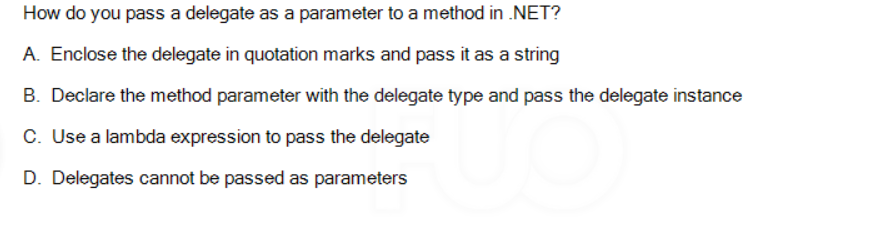 How do you pass a delegate as a parameter to a method in .NET?
A. Enclose the delegate in quotation marks and pass it as a string
B. Declare the method parameter with the delegate type and pass the delegate instance
C. Use a lambda expression to pass the delegate
D. Delegates cannot be passed as parameters
FUO